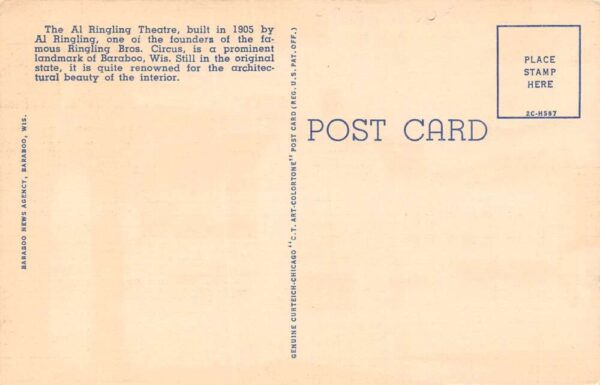 The Al Ringling Theatre, built in 1905 by
Al Ringling, one of the founders of the fa-
mous Ringling Bros. Circus, is a prominent
landmark of Baraboo, Wis. Still in the original
state, it is quite renowned for the architec-
tural beauty of the interior.
BARABOO NEWS AGENCY, BARABOO, WIS.
GENUINE CURTEICH-CHICAGO "C.T. ART-COLORTONE" POST CARD (REG. U.S. PAT. OFF.)
POST CARD
PLACE
STAMP
HERE
2C-H587